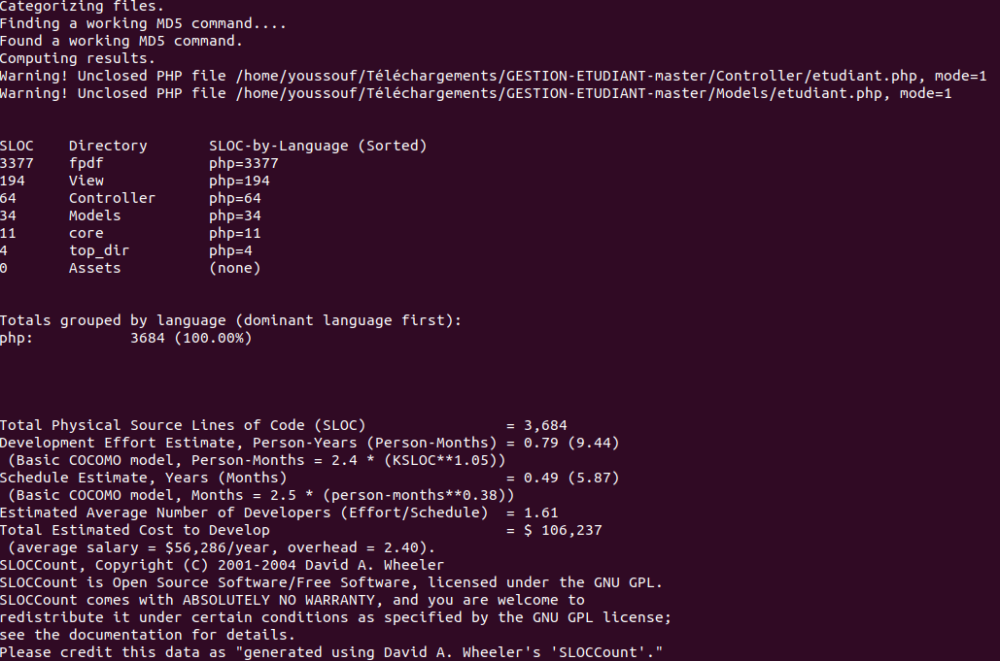 Categorizing files.
Finding a working MD5 command....
Found a working MD5 command.
Computing results.
Warning! Unclosed PHP file /home/youssouf/Téléchargements/GESTION-ETUDIANT-master/Controller/etudiant.php, mode=1
Warning! Unclosed PHP file /home/youssouf/Téléchargements/GESTION-ETUDIANT-master/Models/etudiant.php, mode=1
SLOC    Directory       SLOC-by-Language (Sorted)
3377    fpdf            php=3377
194     View            php=194
64      Controller      php=64
34      Models          php=34
11      core            php=11
4       top_dir         php=4
0       Assets          (none)
Totals grouped by language (dominant language first):
php:           3684 (100.00%)
Total Physical Source Lines of Code (SLOC)                = 3,684
Development Effort Estimate, Person-Years (Person-Months) = 0.79 (9.44)
 (Basic COCOMO model, Person-Months = 2.4 * (KSLOC**1.05))
Schedule Estimate, Years (Months)                         = 0.49 (5.87)
 (Basic COCOMO model, Months = 2.5 * (person-months**0.38))
Estimated Average Number of Developers (Effort/Schedule)  = 1.61
Total Estimated Cost to Develop                           = $ 106,237
 (average salary = $56,286/year, overhead = 2.40).
SLOCCount, Copyright (C) 2001-2004 David A. Wheeler
SLOCCount is Open Source Software/Free Software, licensed under the GNU GPL.
SLOCCount comes with ABSOLUTELY NO WARRANTY, and you are welcome to
redistribute it under certain conditions as specified by the GNU GPL license;
see the documentation for details.
Please credit this data as "generated using David A. Wheeler's 'SLOCCount'."